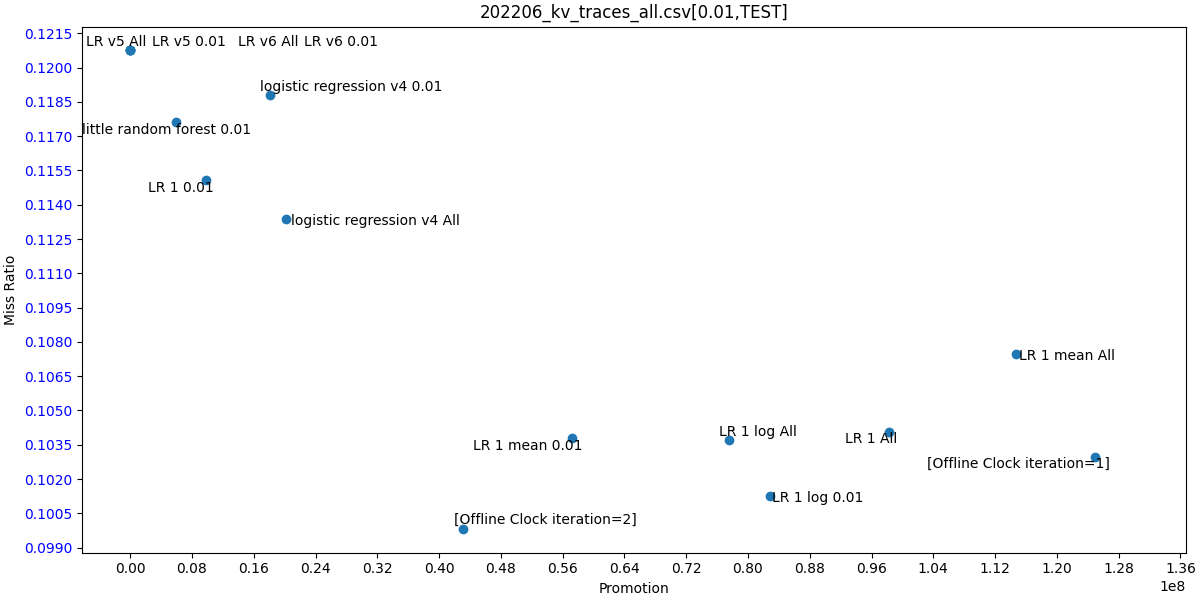 202206_kv_traces_all.csv[0.01,TEST]
0.1215
LR v5 All LR v5 0.01 LR v6 All LR v6 0.01
0.1200
logistic regression v4 0.01
0.1185
little random forest 0.01
0.1170
0.1155
LR 1 0.01
0.1140
logistic regression v4 All
0.1125
0.1110
Miss Ratio
0.1095
0.1080
LR 1 mean All
0.1065
0.1050
LR 1 log All
LR 1 All
LR 1 mean 0.01
0.1035
[Offline Clock iteration=1]
0.1020
LR 1 log 0.01
0.1005
[Offline Clock iteration=2]
0.0990
0.00 0.08 0.16 0.24 0.32 0.40 0.48 0.56 0.64 0.72 0.80 0.88 0.96 1.04 1.12 1.20 1.28 1.36
1e8
Promotion